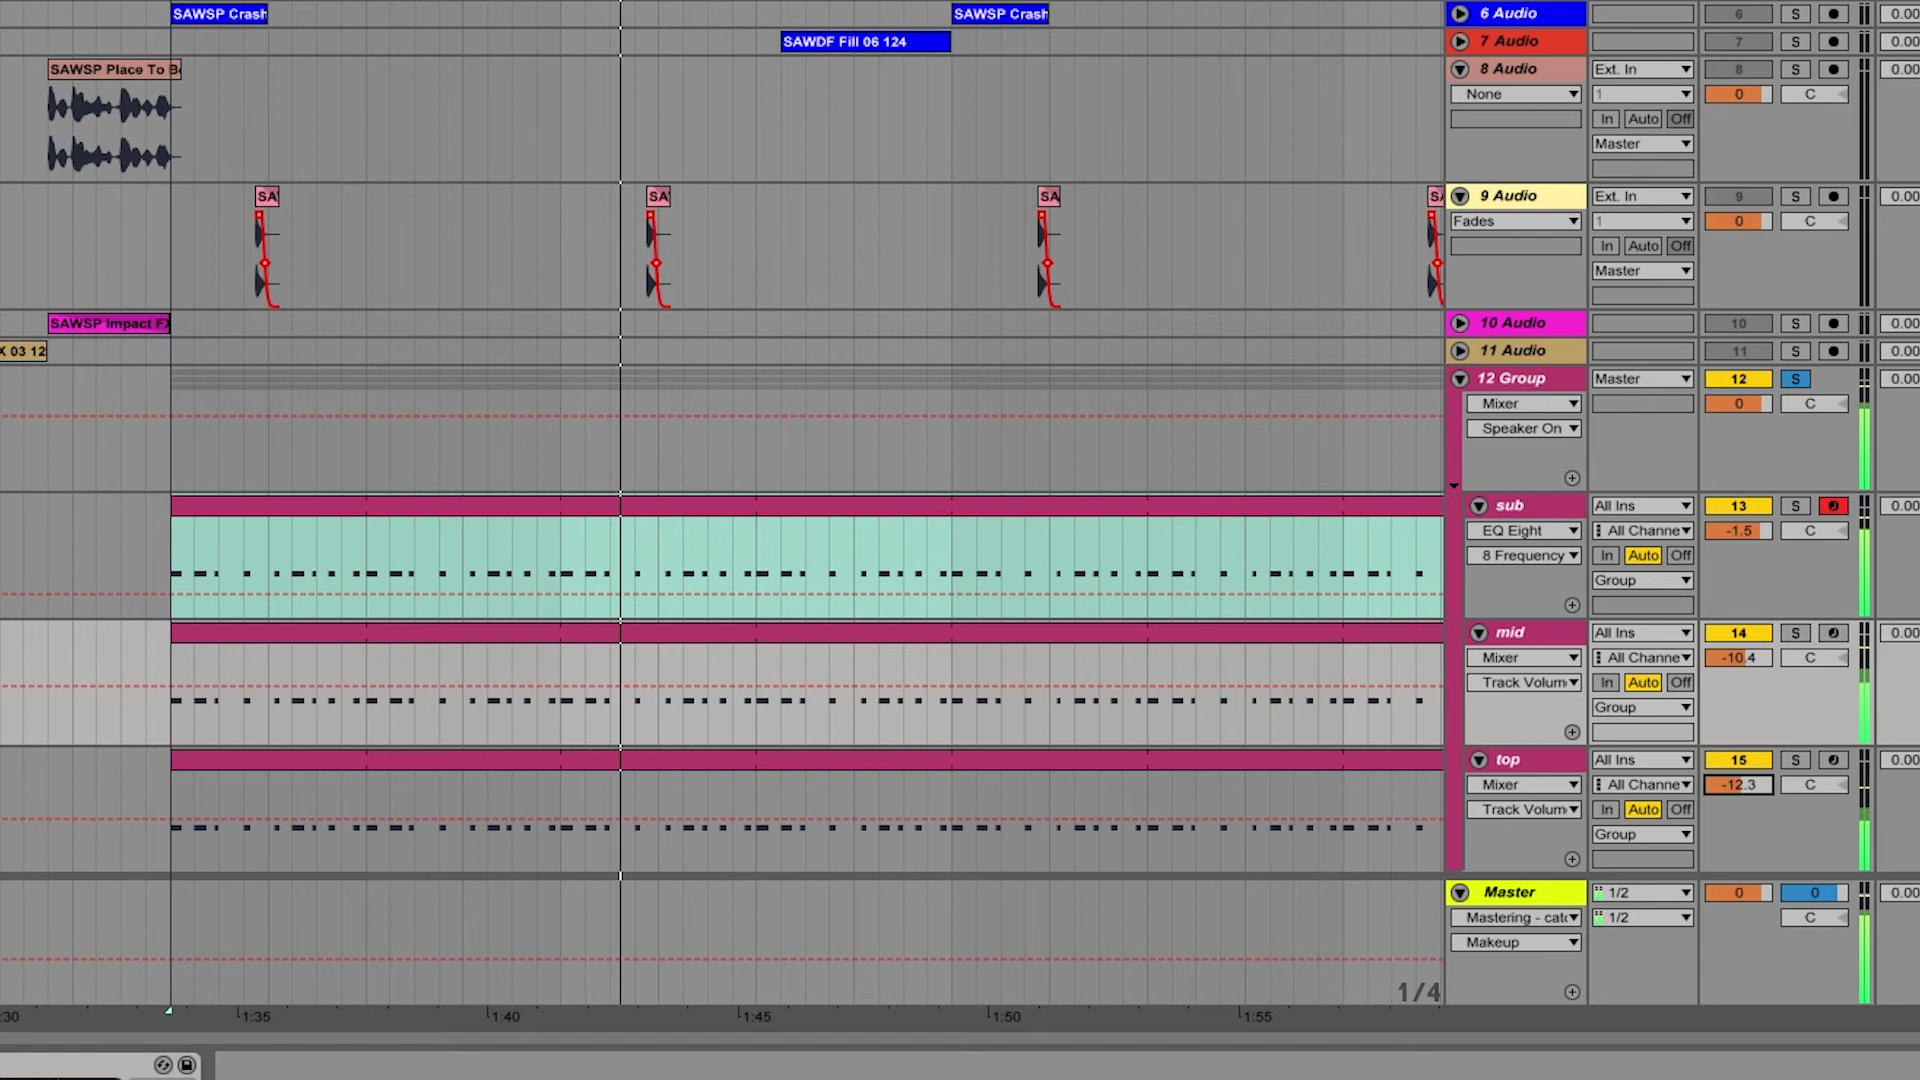 SAWSP Crash SAWSP Crash 6 Audio 6 S 0.00
SAWDF Fill 06 124 7 Audio 7 S 0.00
SAWSP Place To Be 8 Audio Ext. In 8 S 0.00
None 1 0 C
In Auto Off
Master
SA SA SA SA 9 Audio Ext. In 9 S 0.00
Fades 1 0 C
In Auto Off
Master
SAWSP Impact FX 10 Audio 10 S 0.00
X 03 12 11 Audio 11 S 0.00
12 Group Master 12 S 0.00
Mixer 0 C
Speaker On
sub All Ins 13 S 0.00
EQ Eight All Channe -1.5 C
8 Frequency In Auto Off
Group
mid All Ins 14 S 0.00
Mixer All Channe -10.4 C
Track Volum In Auto Off
Group
top All Ins 15 S 0.00
Mixer All Channe -12.3 C
Track Volum In Auto Off
Group
Master 1/2 0 0 0.00
Mastering - cat 1/2 C
Makeup
1/4
:30 1:35 1:40 1:45 1:50 1:55